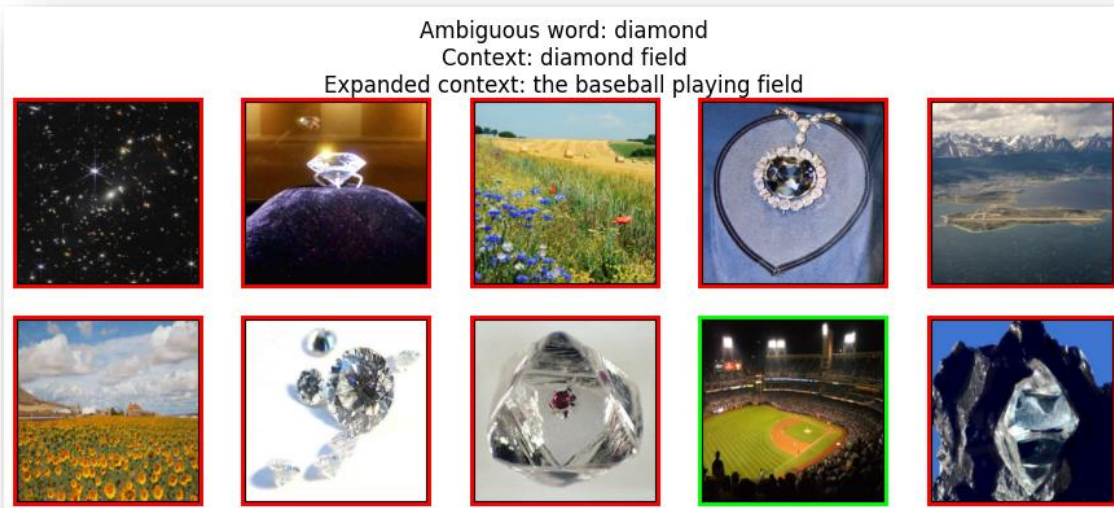 Ambiguous word: diamond
Context: diamond field
Expanded context: the baseball playing field